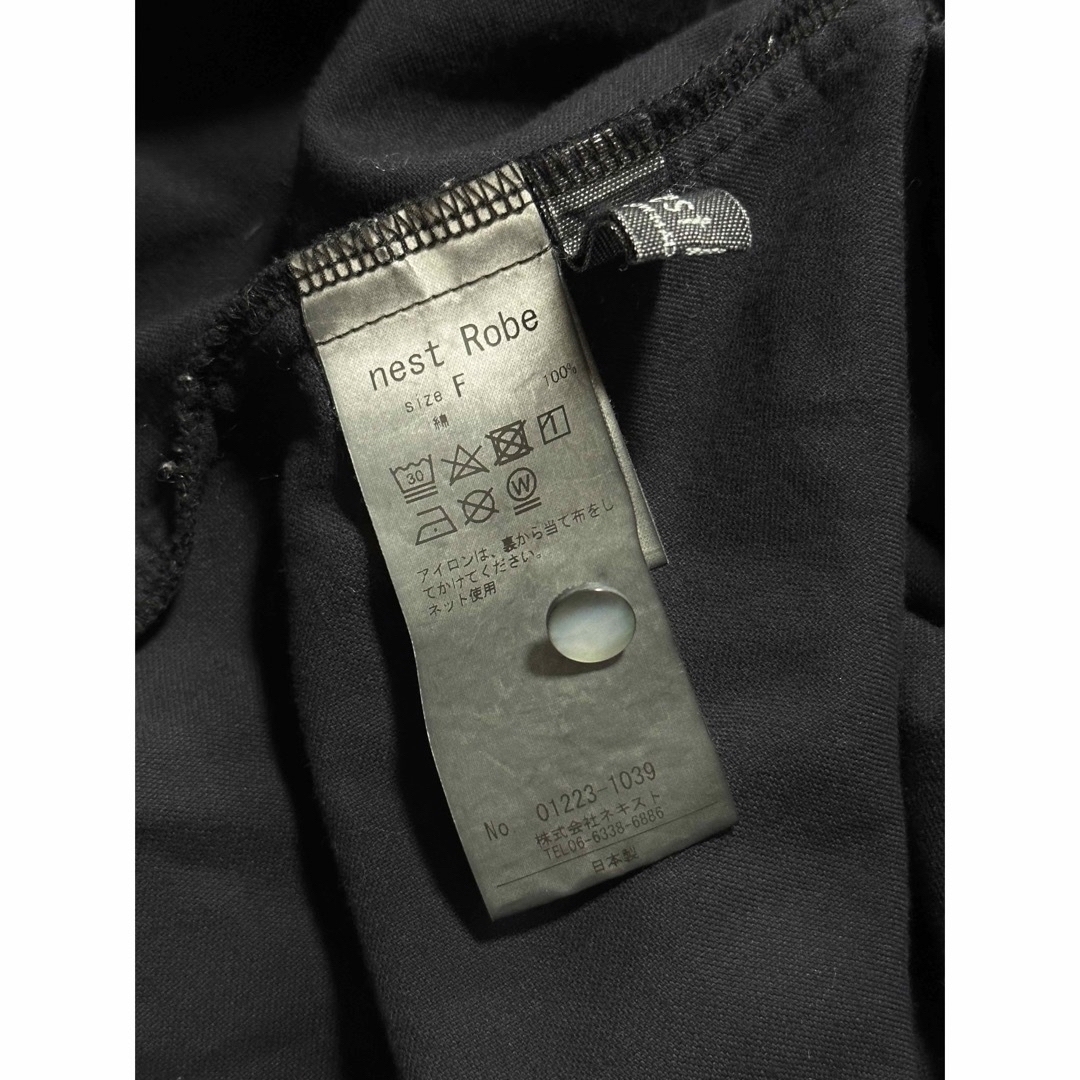 nest Robe
size F
綿 100%
30
1
W
アイロンは、裏から当て布をし
てかけてください。
ネット使用
No 01223-1039
株式会社ネキスト
TEL06-6338-6886
日本製